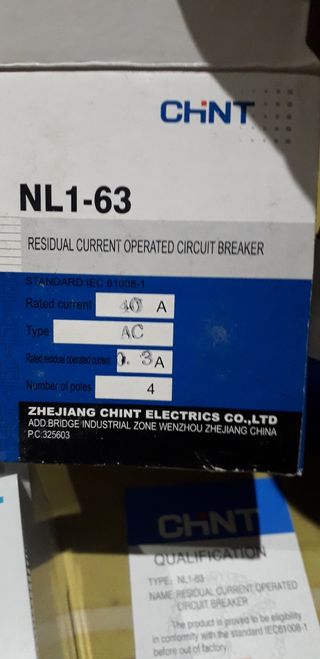 CHNT
NL1-63
RESIDUAL CURRENT OPERATED CIRCUIT BREAKER
STANDARD IEC 61008-1
Rated current 40 A
Type AC
Rated residual operated current 0.3A
Number of poles 4
ZHEJIANG CHINT ELECTRICS CO.,LTD
ADD.BRIDGE INDUSTRIAL ZONE WENZHOU ZHEJIANG CHINA
P.C.325603
CHNT
QUALIFICATION
TYPE: NL1-63
NAME: RESIDUAL CURRENT OPERATED
CIRCUIT BREAKER
The product is proved to be eligibility
in conformity with the standard IEC61008-1
before out of factory.